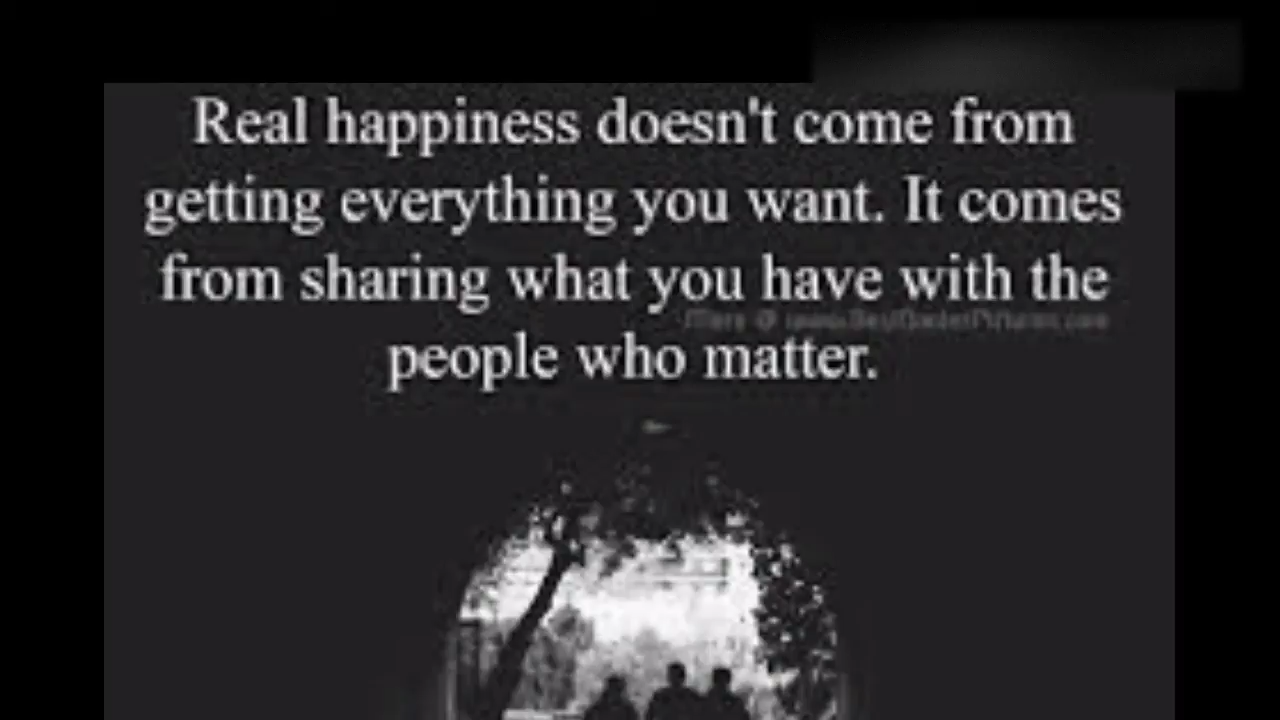 Real happiness doesn't come from
getting everything you want. It comes
from sharing what you have with the
people who matter.